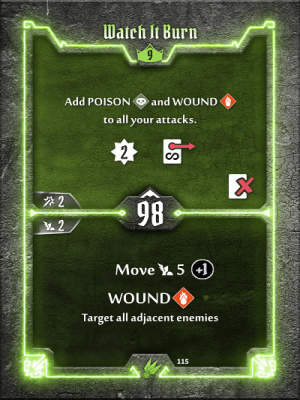 Watch It Burn
9
Add POISON and WOUND
to all your attacks.
2
2
98
2
Move 5 +1
WOUND
Target all adjacent enemies
115